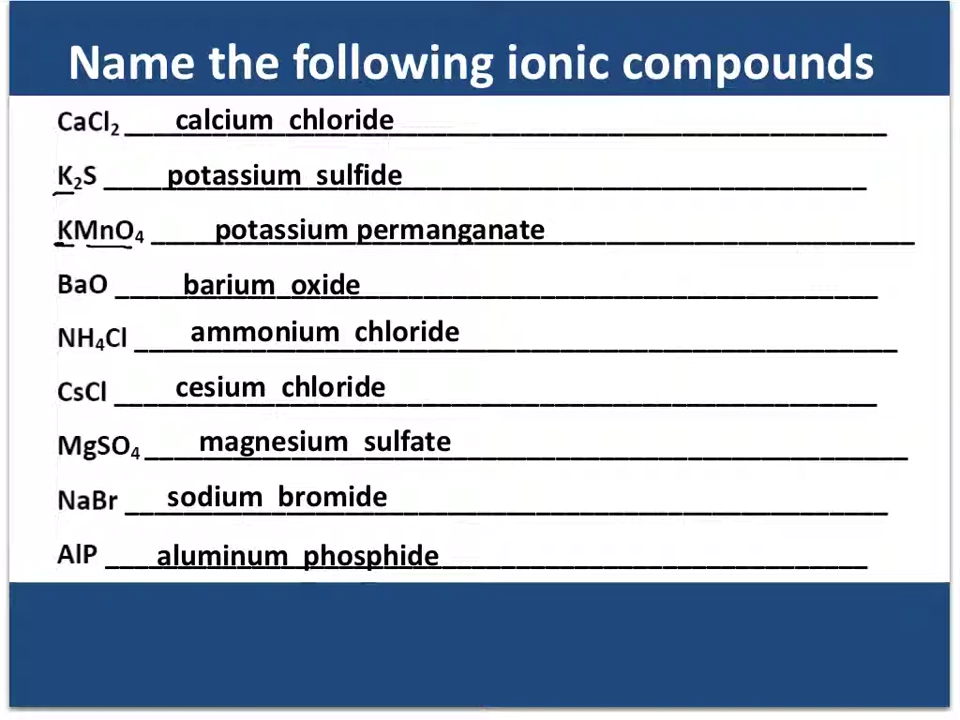 Name the following ionic compounds
CaCl₂ calcium chloride
K₂S potassium sulfide
KMnO₄ potassium permanganate
BaO barium oxide
NH₄Cl ammonium chloride
CsCl cesium chloride
MgSO₄ magnesium sulfate
NaBr sodium bromide
AlP aluminum phosphide